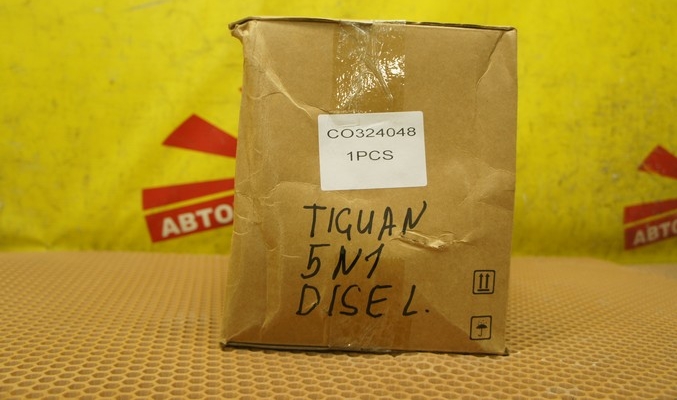 CO324048
1PCS
TIGUAN
5N1
DISEL.
АВТО
АВТО